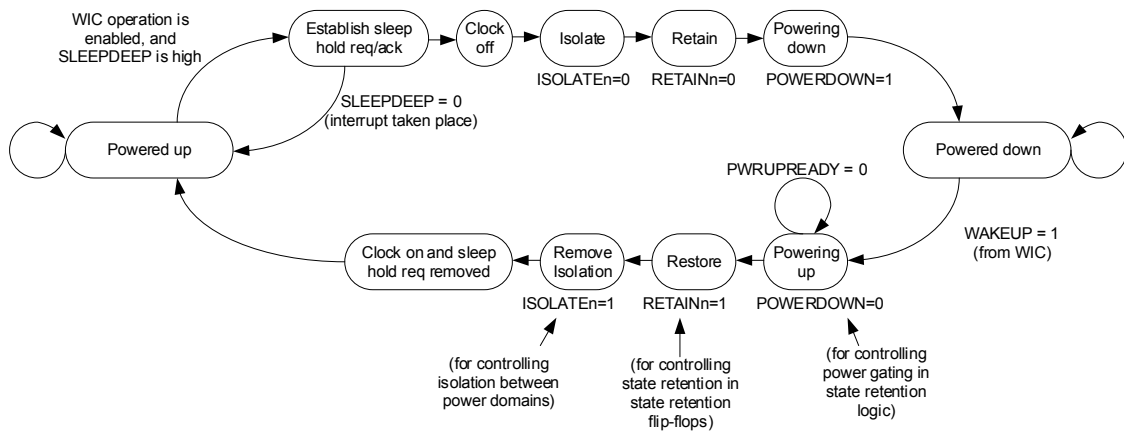 WIC operation is
enabled, and
SLEEPDEEP is high
Establish sleep
hold req/ack
Clock
off
Isolate
Retain
Powering
down
ISOLATEn=0
RETAINn=0
POWERDOWN=1
SLEEPDEEP = 0
(interrupt taken place)
Powered up
Powered down
PWRUPREADY = 0
WAKEUP = 1
(from WIC)
Clock on and sleep
hold req removed
Remove
Isolation
Restore
Powering
up
ISOLATEn=1
RETAINn=1
POWERDOWN=0
(for controlling
isolation between
power domains)
(for controlling
state retention in
state retention
flip-flops)
(for controlling
power gating in
state retention
logic)